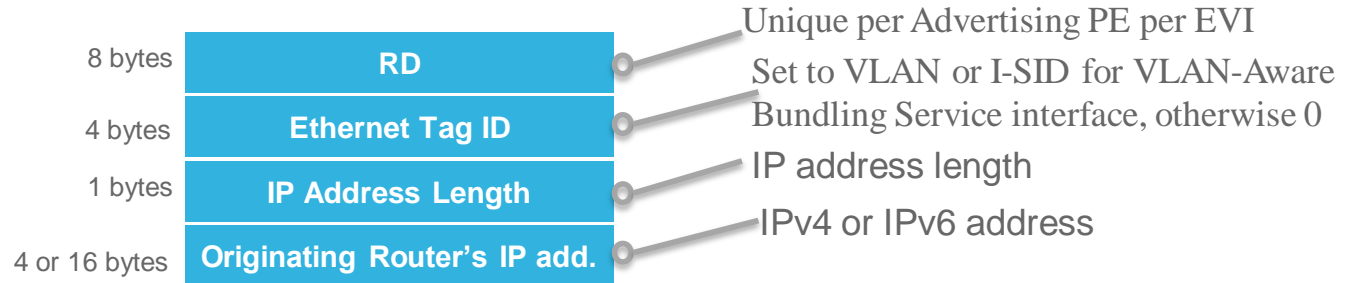 Unique per Advertising PE per EVI
8 bytes
RD
Set to VLAN or I-SID for VLAN-Aware
Bundling Service interface, otherwise 0
4 bytes
Ethernet Tag ID
IP address length
1 bytes
IP Address Length
IPv4 or IPv6 address
4 or 16 bytes
Originating Router's IP add.